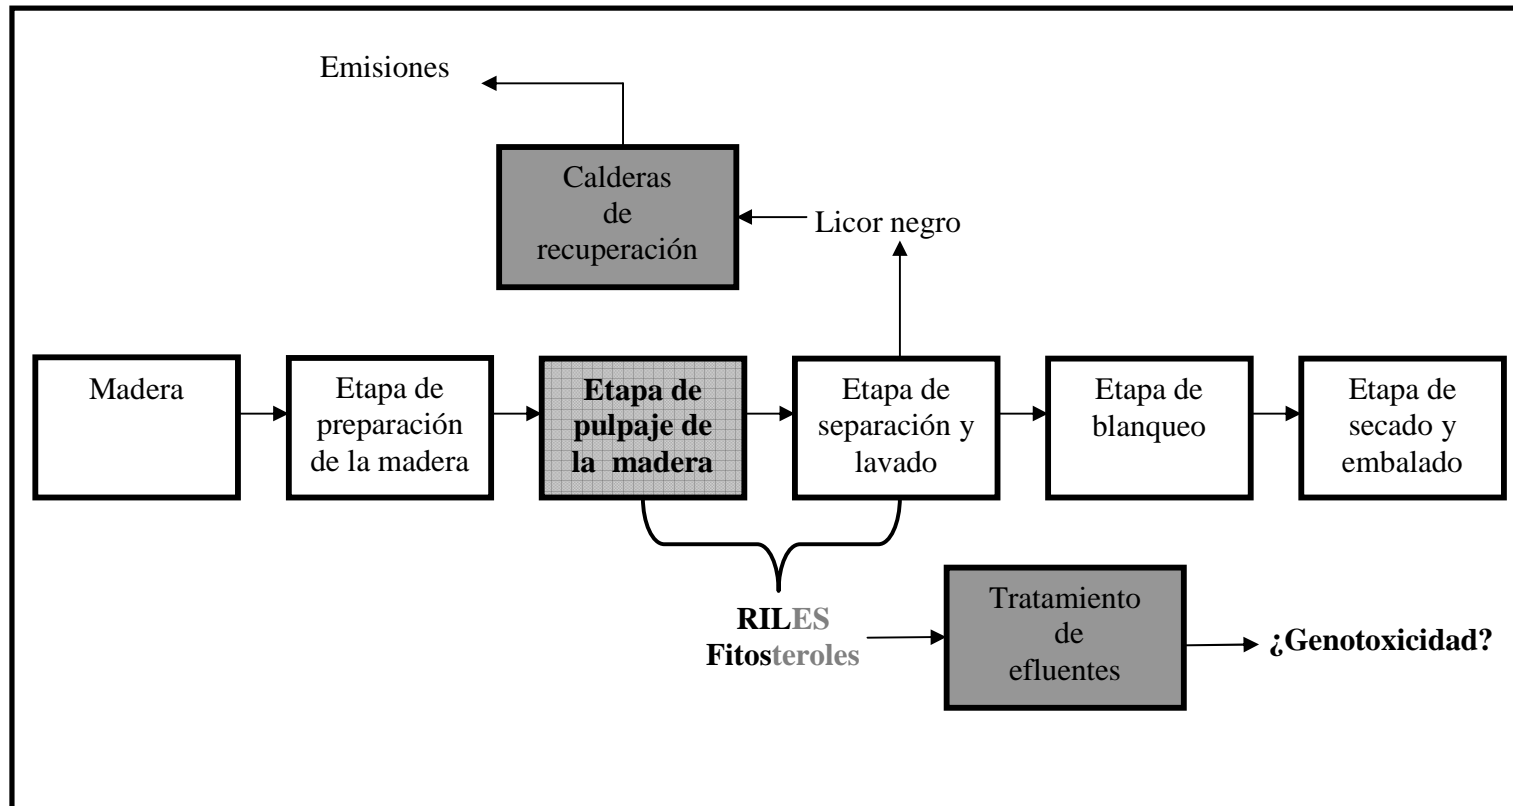 Emisiones
Calderas
de
recuperación
Licor negro
Madera
Etapa de
preparación
de la madera
Etapa de
pulpaje de
la madera
Etapa de
separación y
lavado
Etapa de
blanqueo
Etapa de
secado y
embalado
RILES
Fitosteroles
Tratamiento
de
efluentes
¿Genotoxicidad?